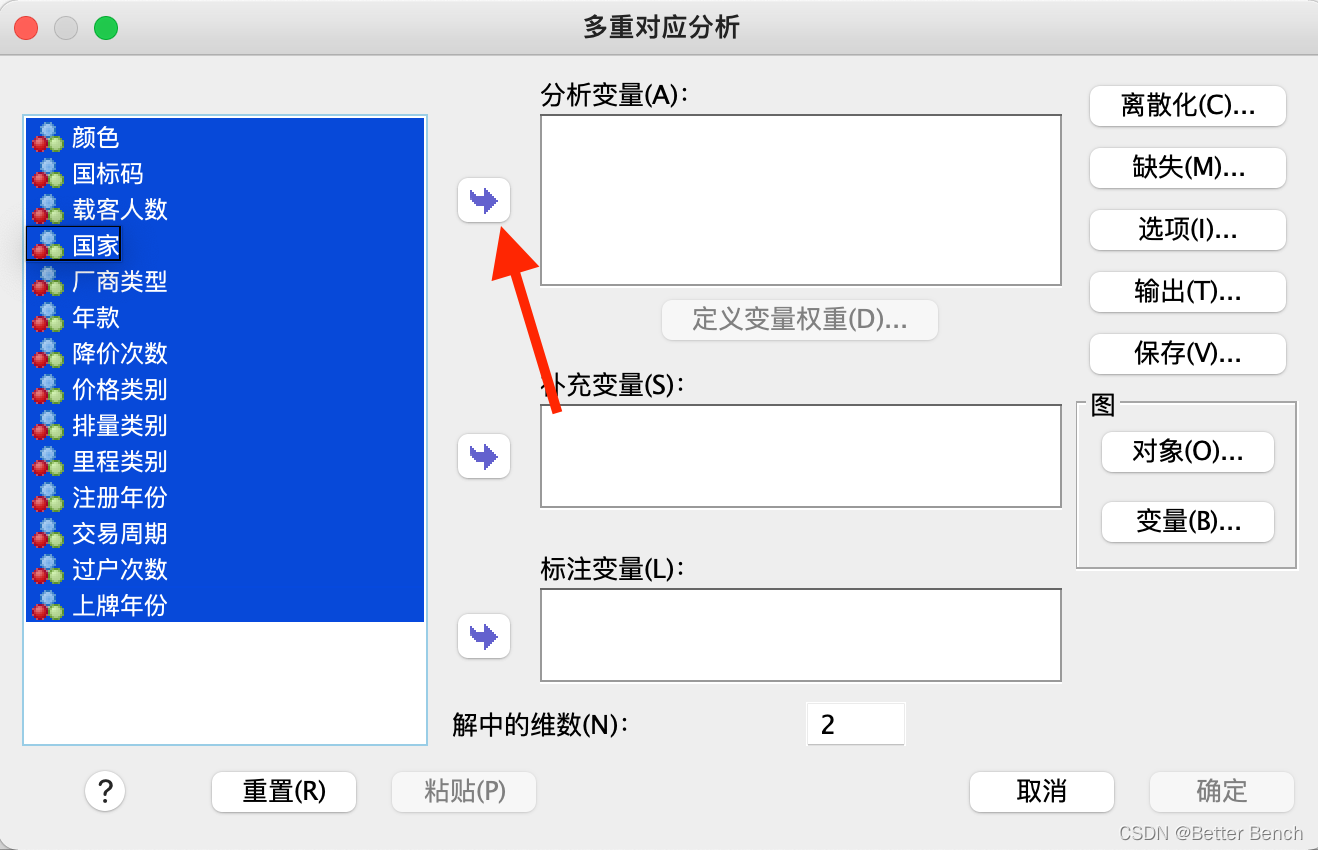 多重对应分析
颜色
国标码
载客人数
国家
厂商类型
年款
降价次数
价格类别
排量类别
里程类别
注册年份
交易周期
过户次数
上牌年份
分析变量(A):
定义变量权重(D)...
补充变量(S):
标注变量(L):
解中的维数(N):
2
离散化(C)...
缺失(M)...
选项(I)...
输出(T)...
保存(V)...
图
对象(O)...
变量(B)...
?
重置(R)
粘贴(P)
取消
确定
CSDN @Better Bench